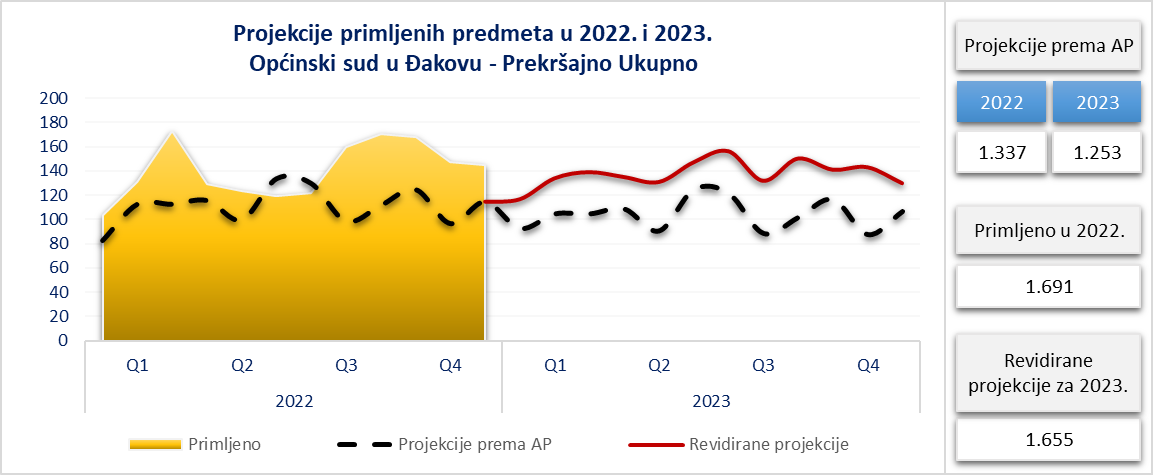 Projekcije primljenih predmeta u 2022. i 2023.
Općinski sud u Đakovu - Prekršajno Ukupno
200
180
160
140
120
100
80
60
40
20
0
Q1 Q2 Q3 Q4 Q1 Q2 Q3 Q4
2022 2023
Primljeno Projekcije prema AP Revidirane projekcije
Projekcije prema AP
2022 2023
1.337 1.253
Primljeno u 2022.
1.691
Revidirane
projekcije za 2023.
1.655